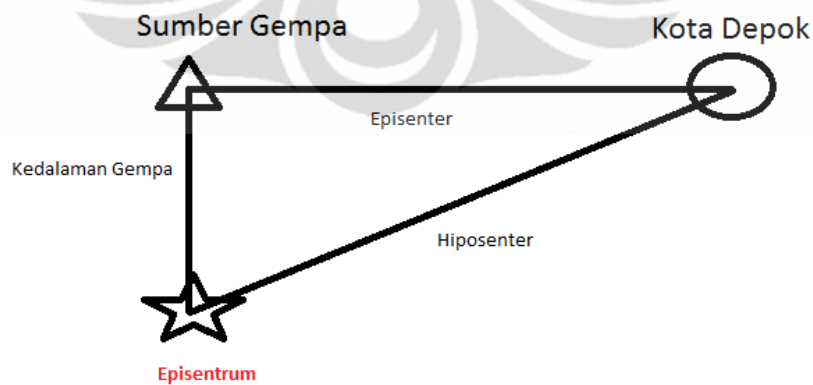 Sumber Gempa
Kota Depok
Episenter
Kedalaman Gempa
Hiposenter
Episentrum